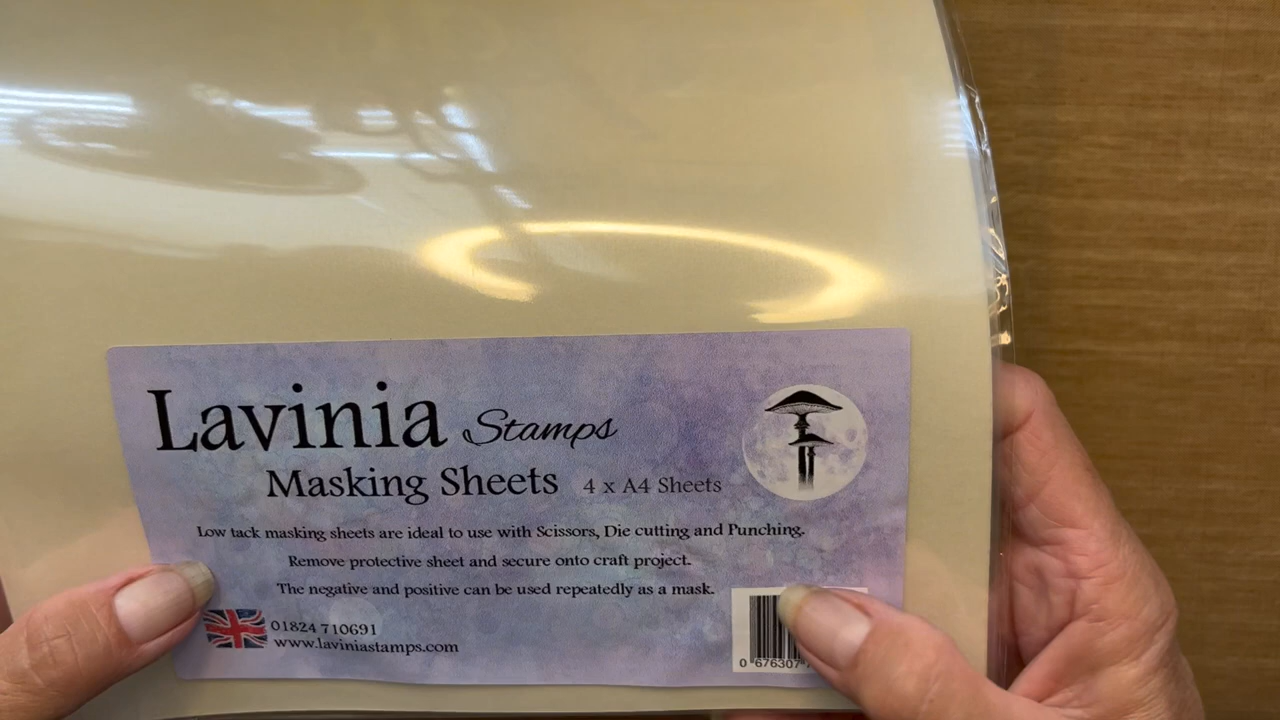 Lavinia Stamps
Masking Sheets 4 x A4 Sheets
Low tack masking sheets are ideal to use with Scissors, Die cutting and Punching.
Remove protective sheet and secure onto craft project.
The negative and positive can be used repeatedly as a mask.
01824 710691
www.laviniastamps.com
0 676307